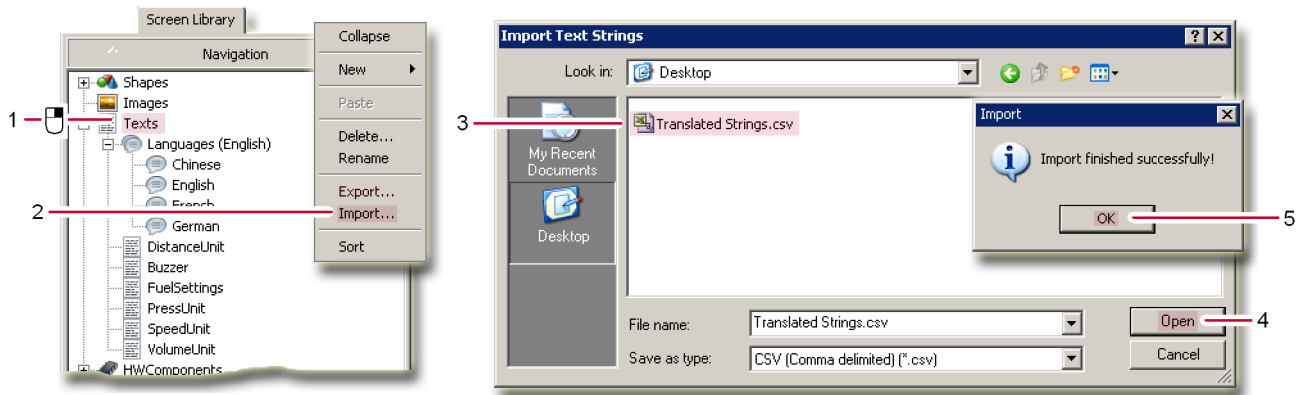 Screen Library
Navigation
Shapes
Images
1
Texts
Languages (English)
Chinese
English
French
2
German
DistanceUnit
Buzzer
FuelSettings
PressUnit
SpeedUnit
VolumeUnit
HWComponents
Collapse
New
Paste
Delete...
Rename
Export...
Import...
Sort
Import Text Strings
Look in:
Desktop
3
Translated Strings.csv
My Recent
Documents
Desktop
File name:
Translated Strings.csv
Open
4
Save as type:
CSV (Comma delimited) (*.csv)
Cancel
Import
Import finished successfully!
OK
5